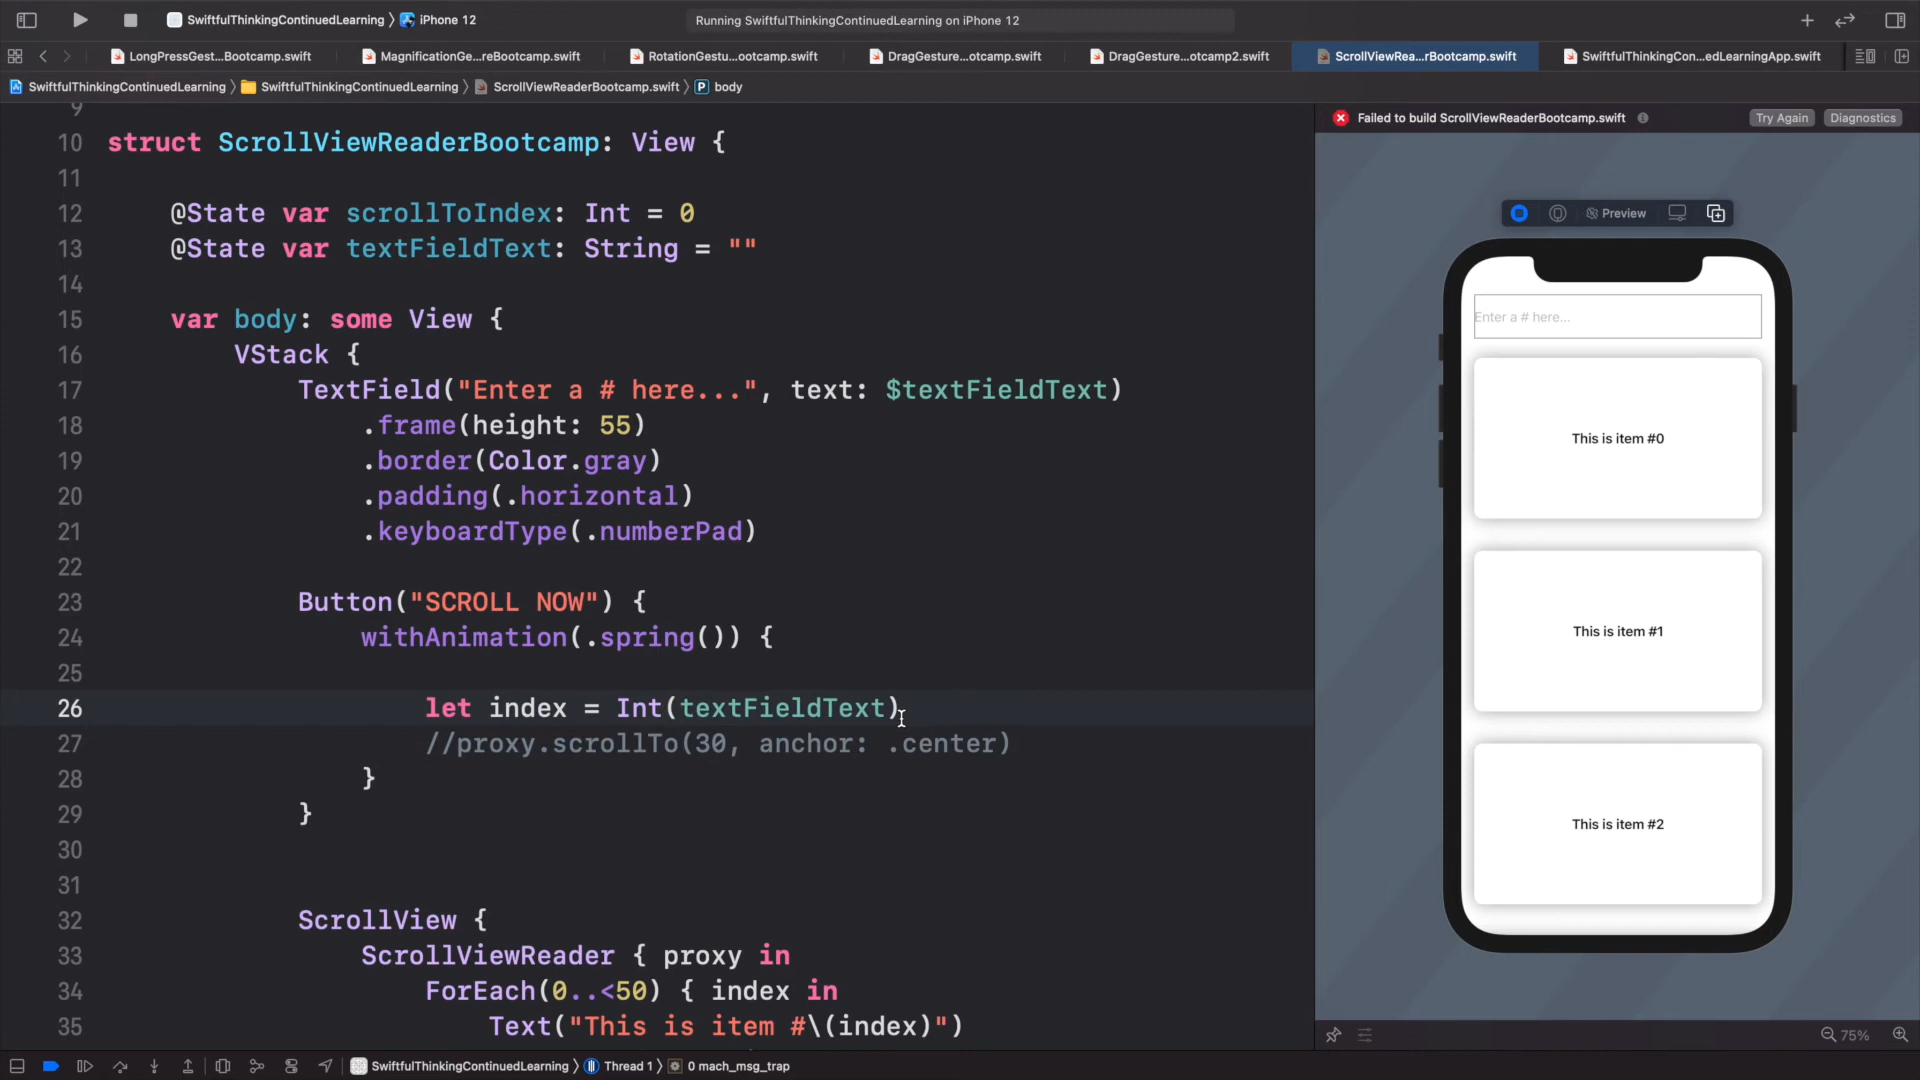 SwiftfulThinkingContinuedLearning 〉 iPhone 12
Running SwiftfulThinkingContinuedLearning on iPhone 12
LongPressGest...Bootcamp.swift
MagnificationGe...reBootcamp.swift
RotationGestu...ootcamp.swift
DragGesture...otcamp.swift
DragGesture...otcamp2.swift
ScrollViewRea...rBootcamp.swift
SwiftfulThinkingCon...edLearningApp.swift
SwiftfulThinkingContinuedLearning 〉 SwiftfulThinkingContinuedLearning 〉 ScrollViewReaderBootcamp.swift 〉 P body
9
10 struct ScrollViewReaderBootcamp: View {
11
12 @State var scrollToIndex: Int = 0
13 @State var textFieldText: String = ""
14
15 var body: some View {
16 VStack {
17 TextField("Enter a # here...", text: $textFieldText)
18 .frame(height: 55)
19 .border(Color.gray)
20 .padding(.horizontal)
21 .keyboardType(.numberPad)
22
23 Button("SCROLL NOW") {
24 withAnimation(.spring()) {
25
26 let index = Int(textFieldText)
27 //proxy.scrollTo(30, anchor: .center)
28 }
29 }
30
31
32 ScrollView {
33 ScrollViewReader { proxy in
34 ForEach(0..<50) { index in
35 Text("This is item #\(index)")
Failed to build ScrollViewReaderBootcamp.swift
Try Again
Diagnostics
Preview
Enter a # here...
This is item #0
This is item #1
This is item #2
75%
SwiftfulThinkingContinuedLearning 〉 Thread 1 〉 0 mach_msg_trap